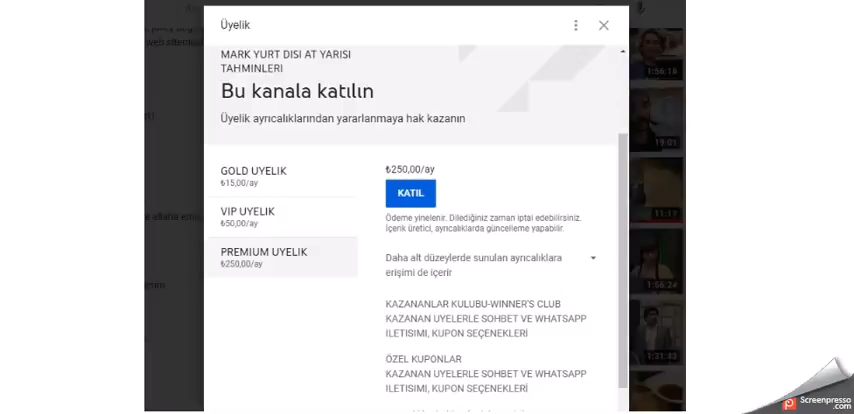 Üyelik
MARK YURT DISI AT YARISI
TAHMINLERI
Bu kanala katılın
Üyelik ayrıcalıklarından yararlanmaya hak kazanın
GOLD UYELIK
₺15,00/ay
VIP UYELIK
₺50,00/ay
PREMIUM UYELIK
₺250,00/ay
₺250,00/ay
KATIL
Ödeme yinelenir. Dilediğiniz zaman iptal edebilirsiniz.
İçerik üretici, ayrıcalıklarda güncelleme yapabilir.
Daha alt düzeylerde sunulan ayrıcalıklara
erişimi de içerir
KAZANANLAR KULUBU-WINNER'S CLUB
KAZANAN UYELERLE SOHBET VE WHATSAPP
ILETISIMI, KUPON SEÇENEKLERI
ÖZEL KUPONLAR
KAZANAN UYELERLE SOHBET VE WHATSAPP
ILETISIMI, KUPON SEÇENEKLERI
1:56:18
19:01
11:17
1:56:24
1:31:43
Screenpresso
.com